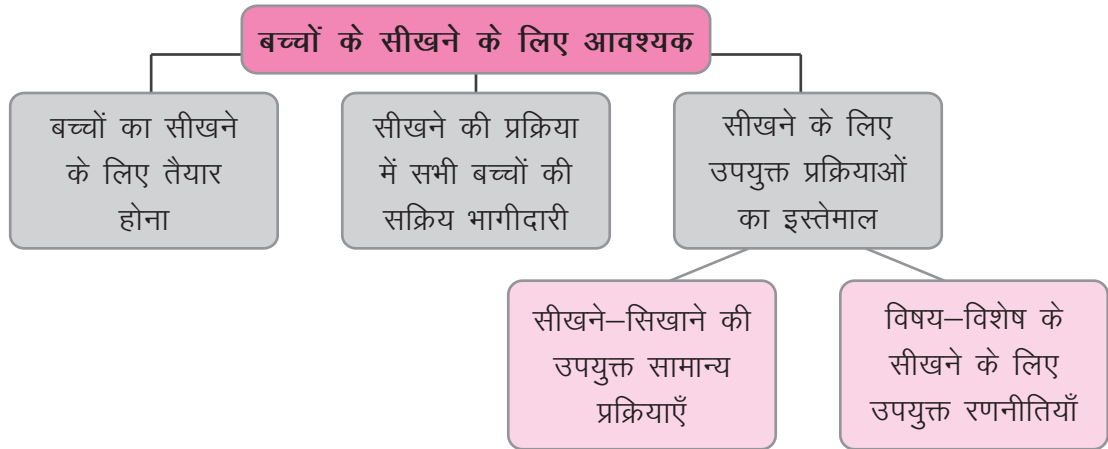 बच्चों के सीखने के लिए आवश्यक
बच्चों का सीखने
के लिए तैयार
होना
सीखने की प्रक्रिया
में सभी बच्चों की
सक्रिय भागीदारी
सीखने के लिए
उपयुक्त प्रक्रियाओं
का इस्तेमाल
सीखने–सिखाने की
उपयुक्त सामान्य
प्रक्रियाएँ
विषय–विशेष के
सीखने के लिए
उपयुक्त रणनीतियाँ